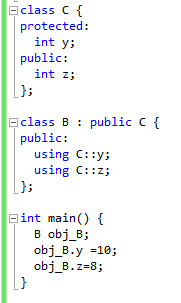 class C {
protected:
int y;
public:
int z;
};
class B : public C {
public:
using C::y;
using C::z;
};
int main() {
B obj_B;
obj_B.y =10;
obj_B.z=8;
}